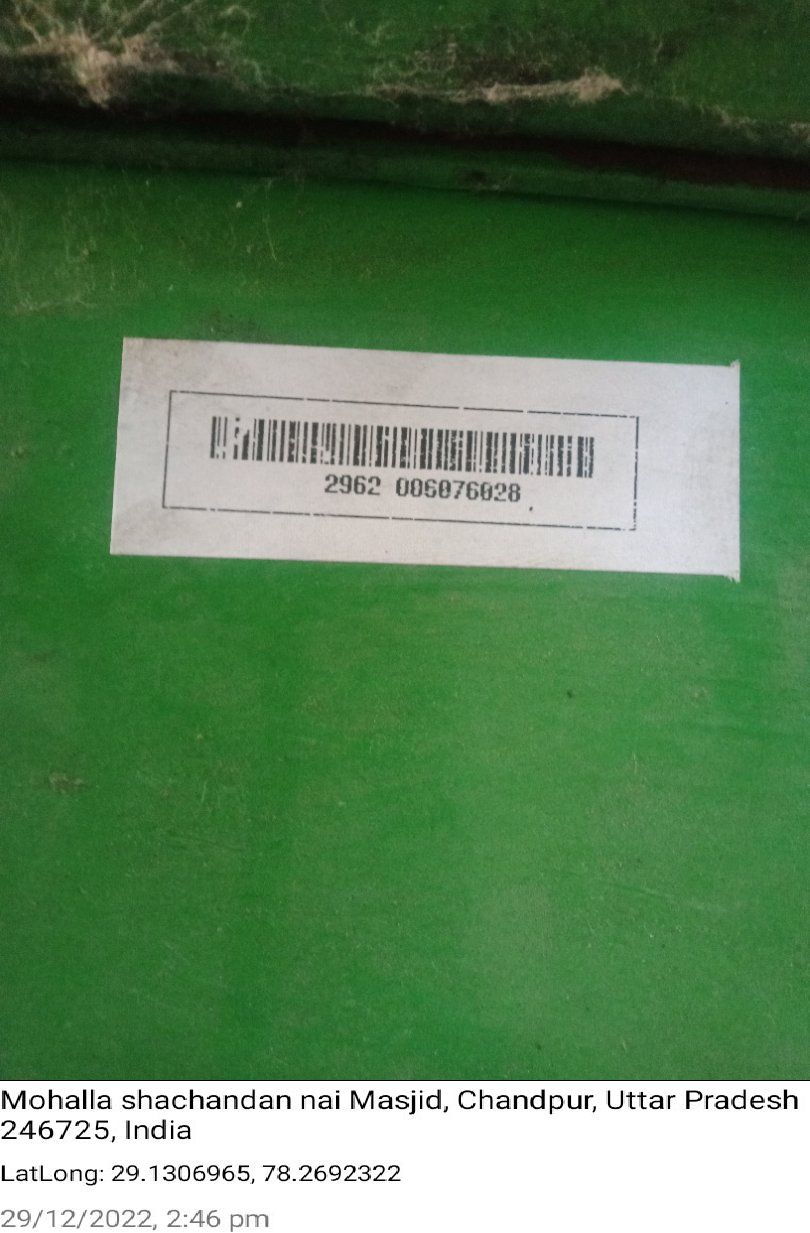 2962 006076028
Mohalla shachandan nai Masjid, Chandpur, Uttar Pradesh
246725, India
LatLong: 29.1306965, 78.2692322
29/12/2022, 2:46 pm